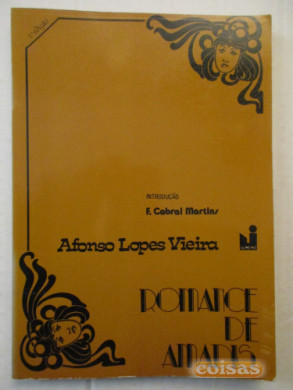 INTRODUÇÃO
F. Cabral Martins
Afonso Lopes Vieira
ROMANCE
DE
AMADIS
coisas